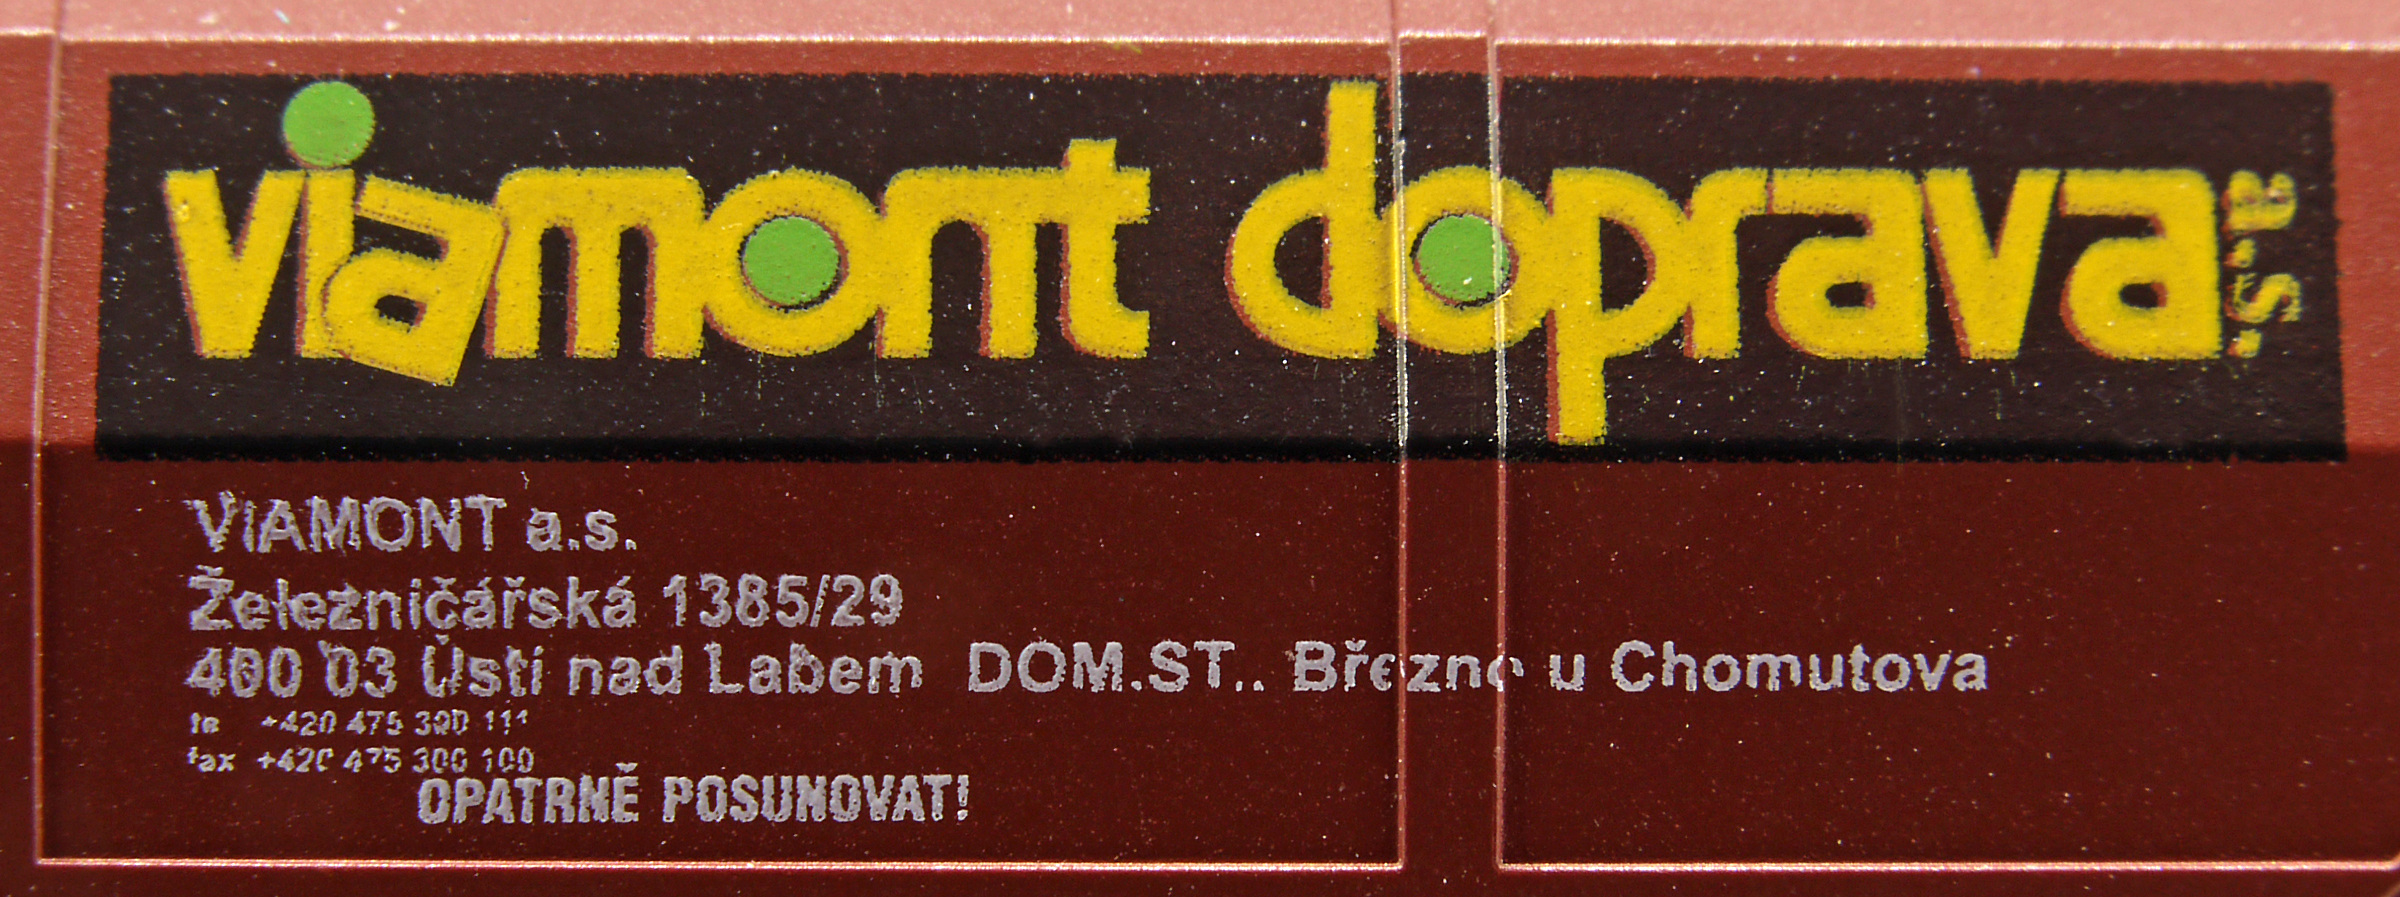 viamont doprava a.s.
VIAMONT a.s.
Železničářská 1385/29
400 03 Ústí nad Labem DOM.ST.. Březno u Chomutova
te +420 475 300 111
fax +420 475 300 100
OPATRNĚ POSUNOVAT!